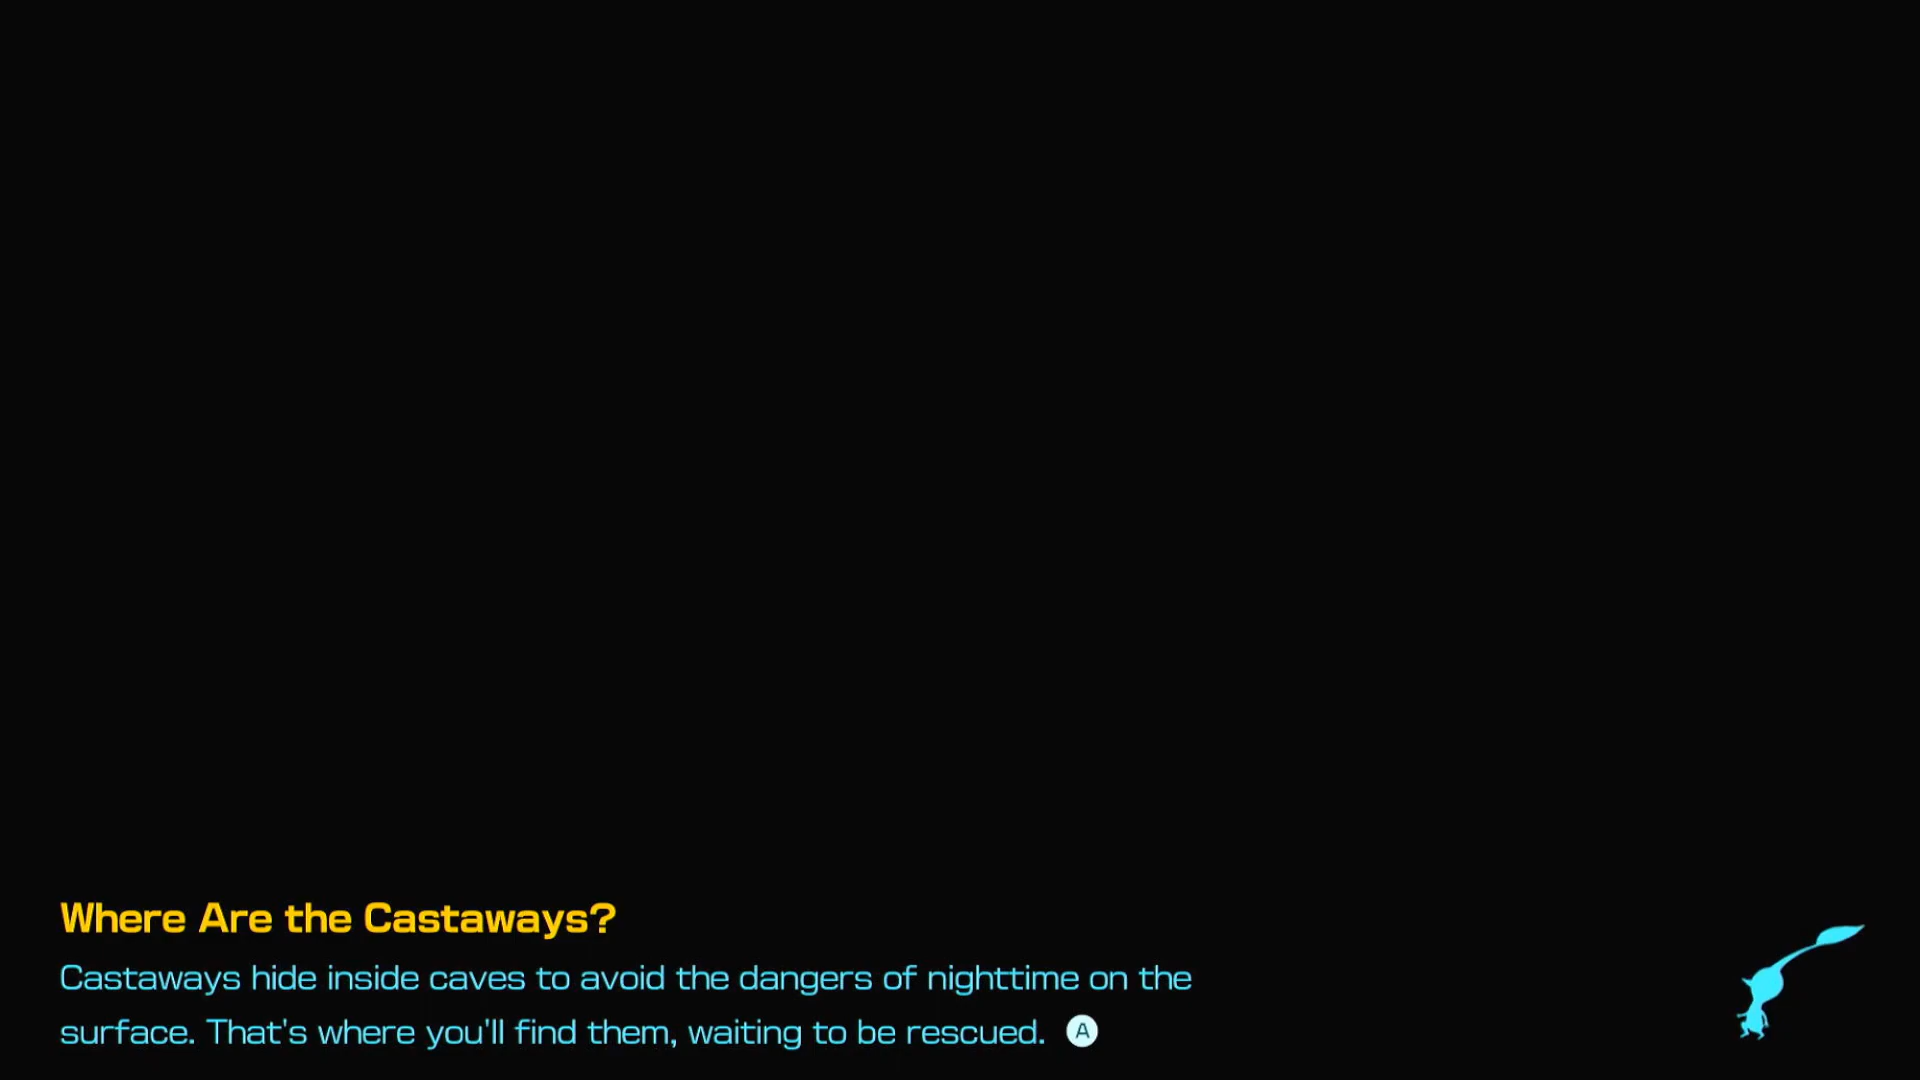 Where Are the Castaways?
Castaways hide inside caves to avoid the dangers of nighttime on the
surface. That's where you'll find them, waiting to be rescued. A